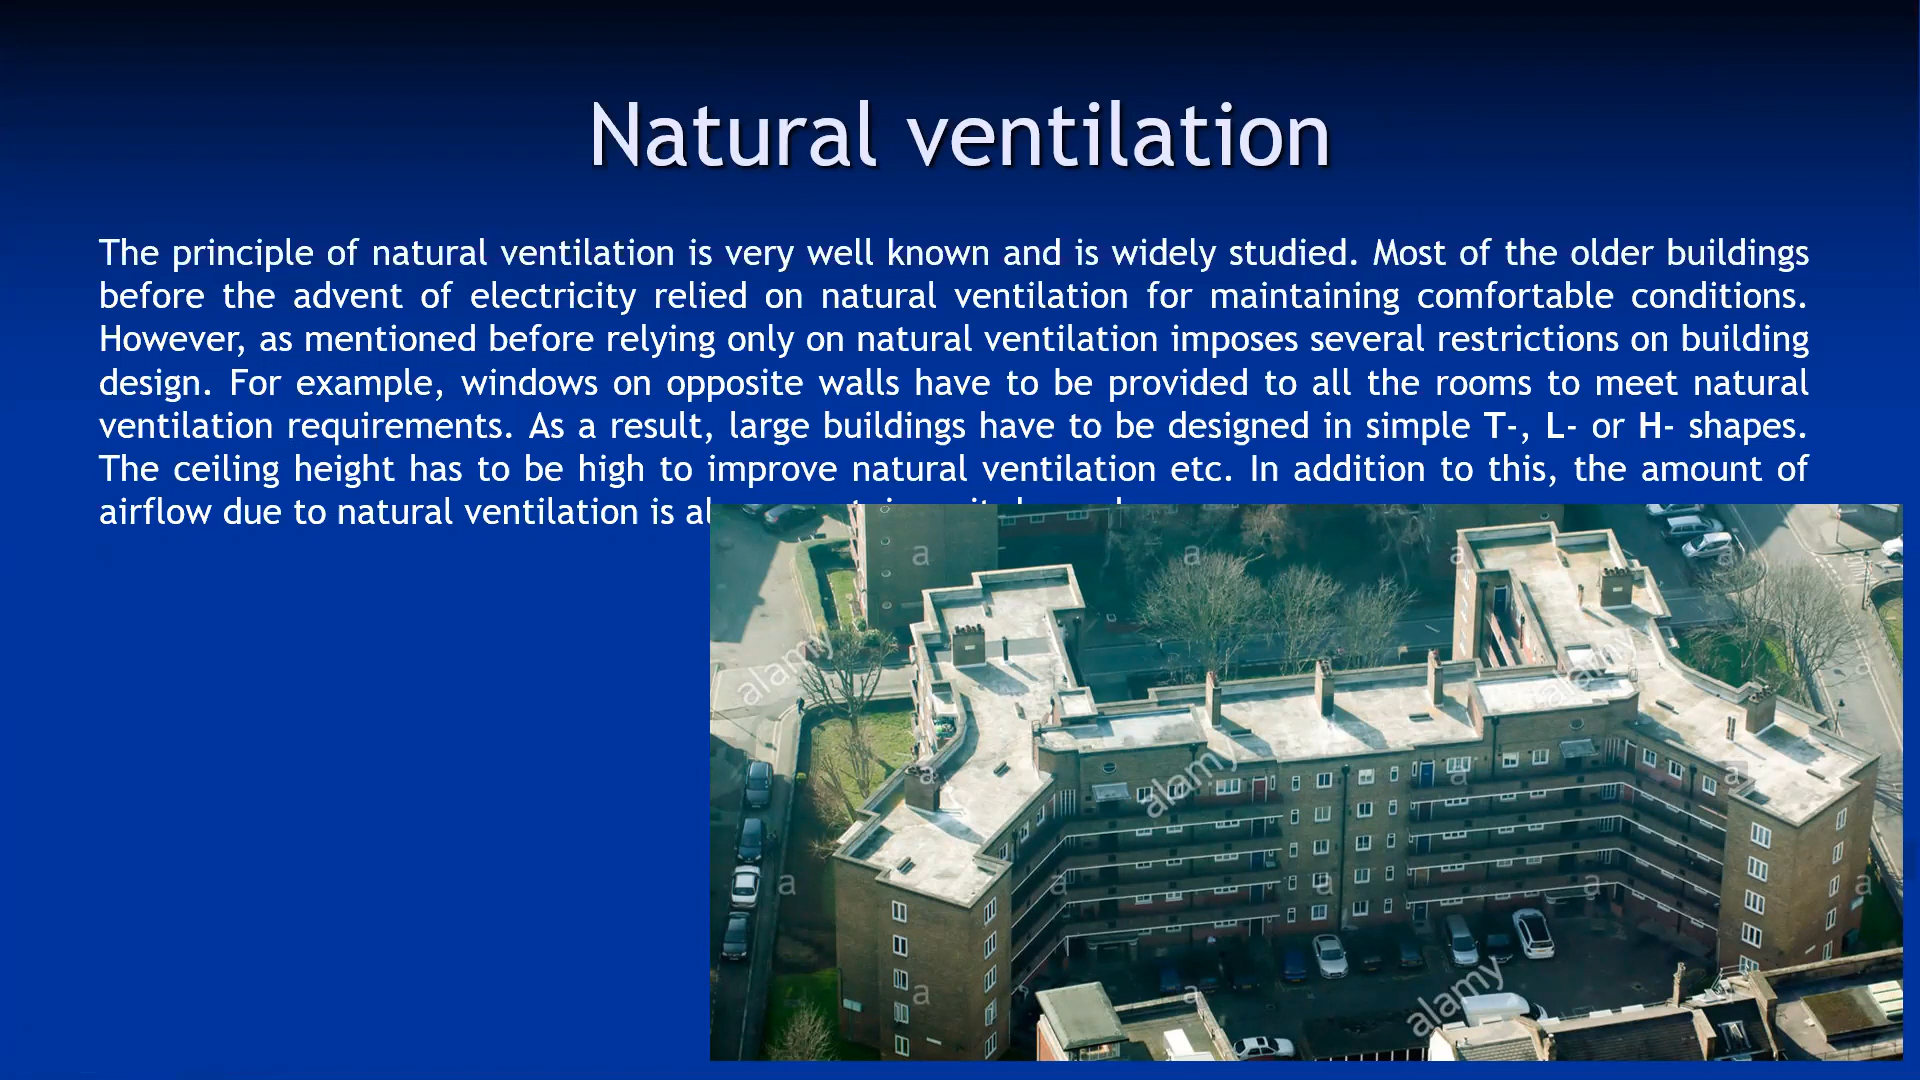 Natural ventilation
The principle of natural ventilation is very well known and is widely studied. Most of the older buildings
before the advent of electricity relied on natural ventilation for maintaining comfortable conditions.
However, as mentioned before relying only on natural ventilation imposes several restrictions on building
design. For example, windows on opposite walls have to be provided to all the rooms to meet natural
ventilation requirements. As a result, large buildings have to be designed in simple T-, L- or H- shapes.
The ceiling height has to be high to improve natural ventilation etc. In addition to this, the amount of
airflow due to natural ventilation is
a a a a
alamy alamy
a
alamy
a a a
a a a a a
a a
alamy